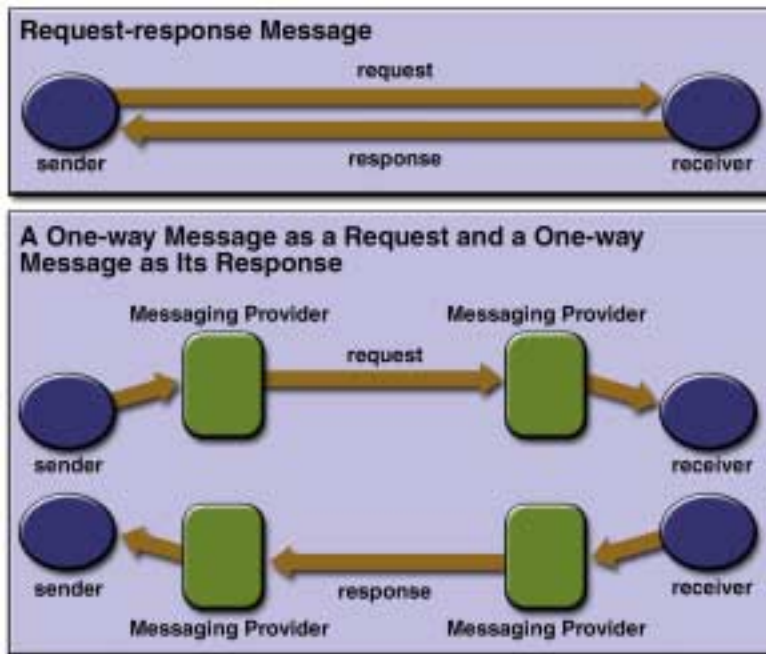 Request-response Message
request
sender
response
receiver
A One-way Message as a Request and a One-way
Message as Its Response
Messaging Provider
Messaging Provider
request
sender
receiver
sender
response
receiver
Messaging Provider
Messaging Provider